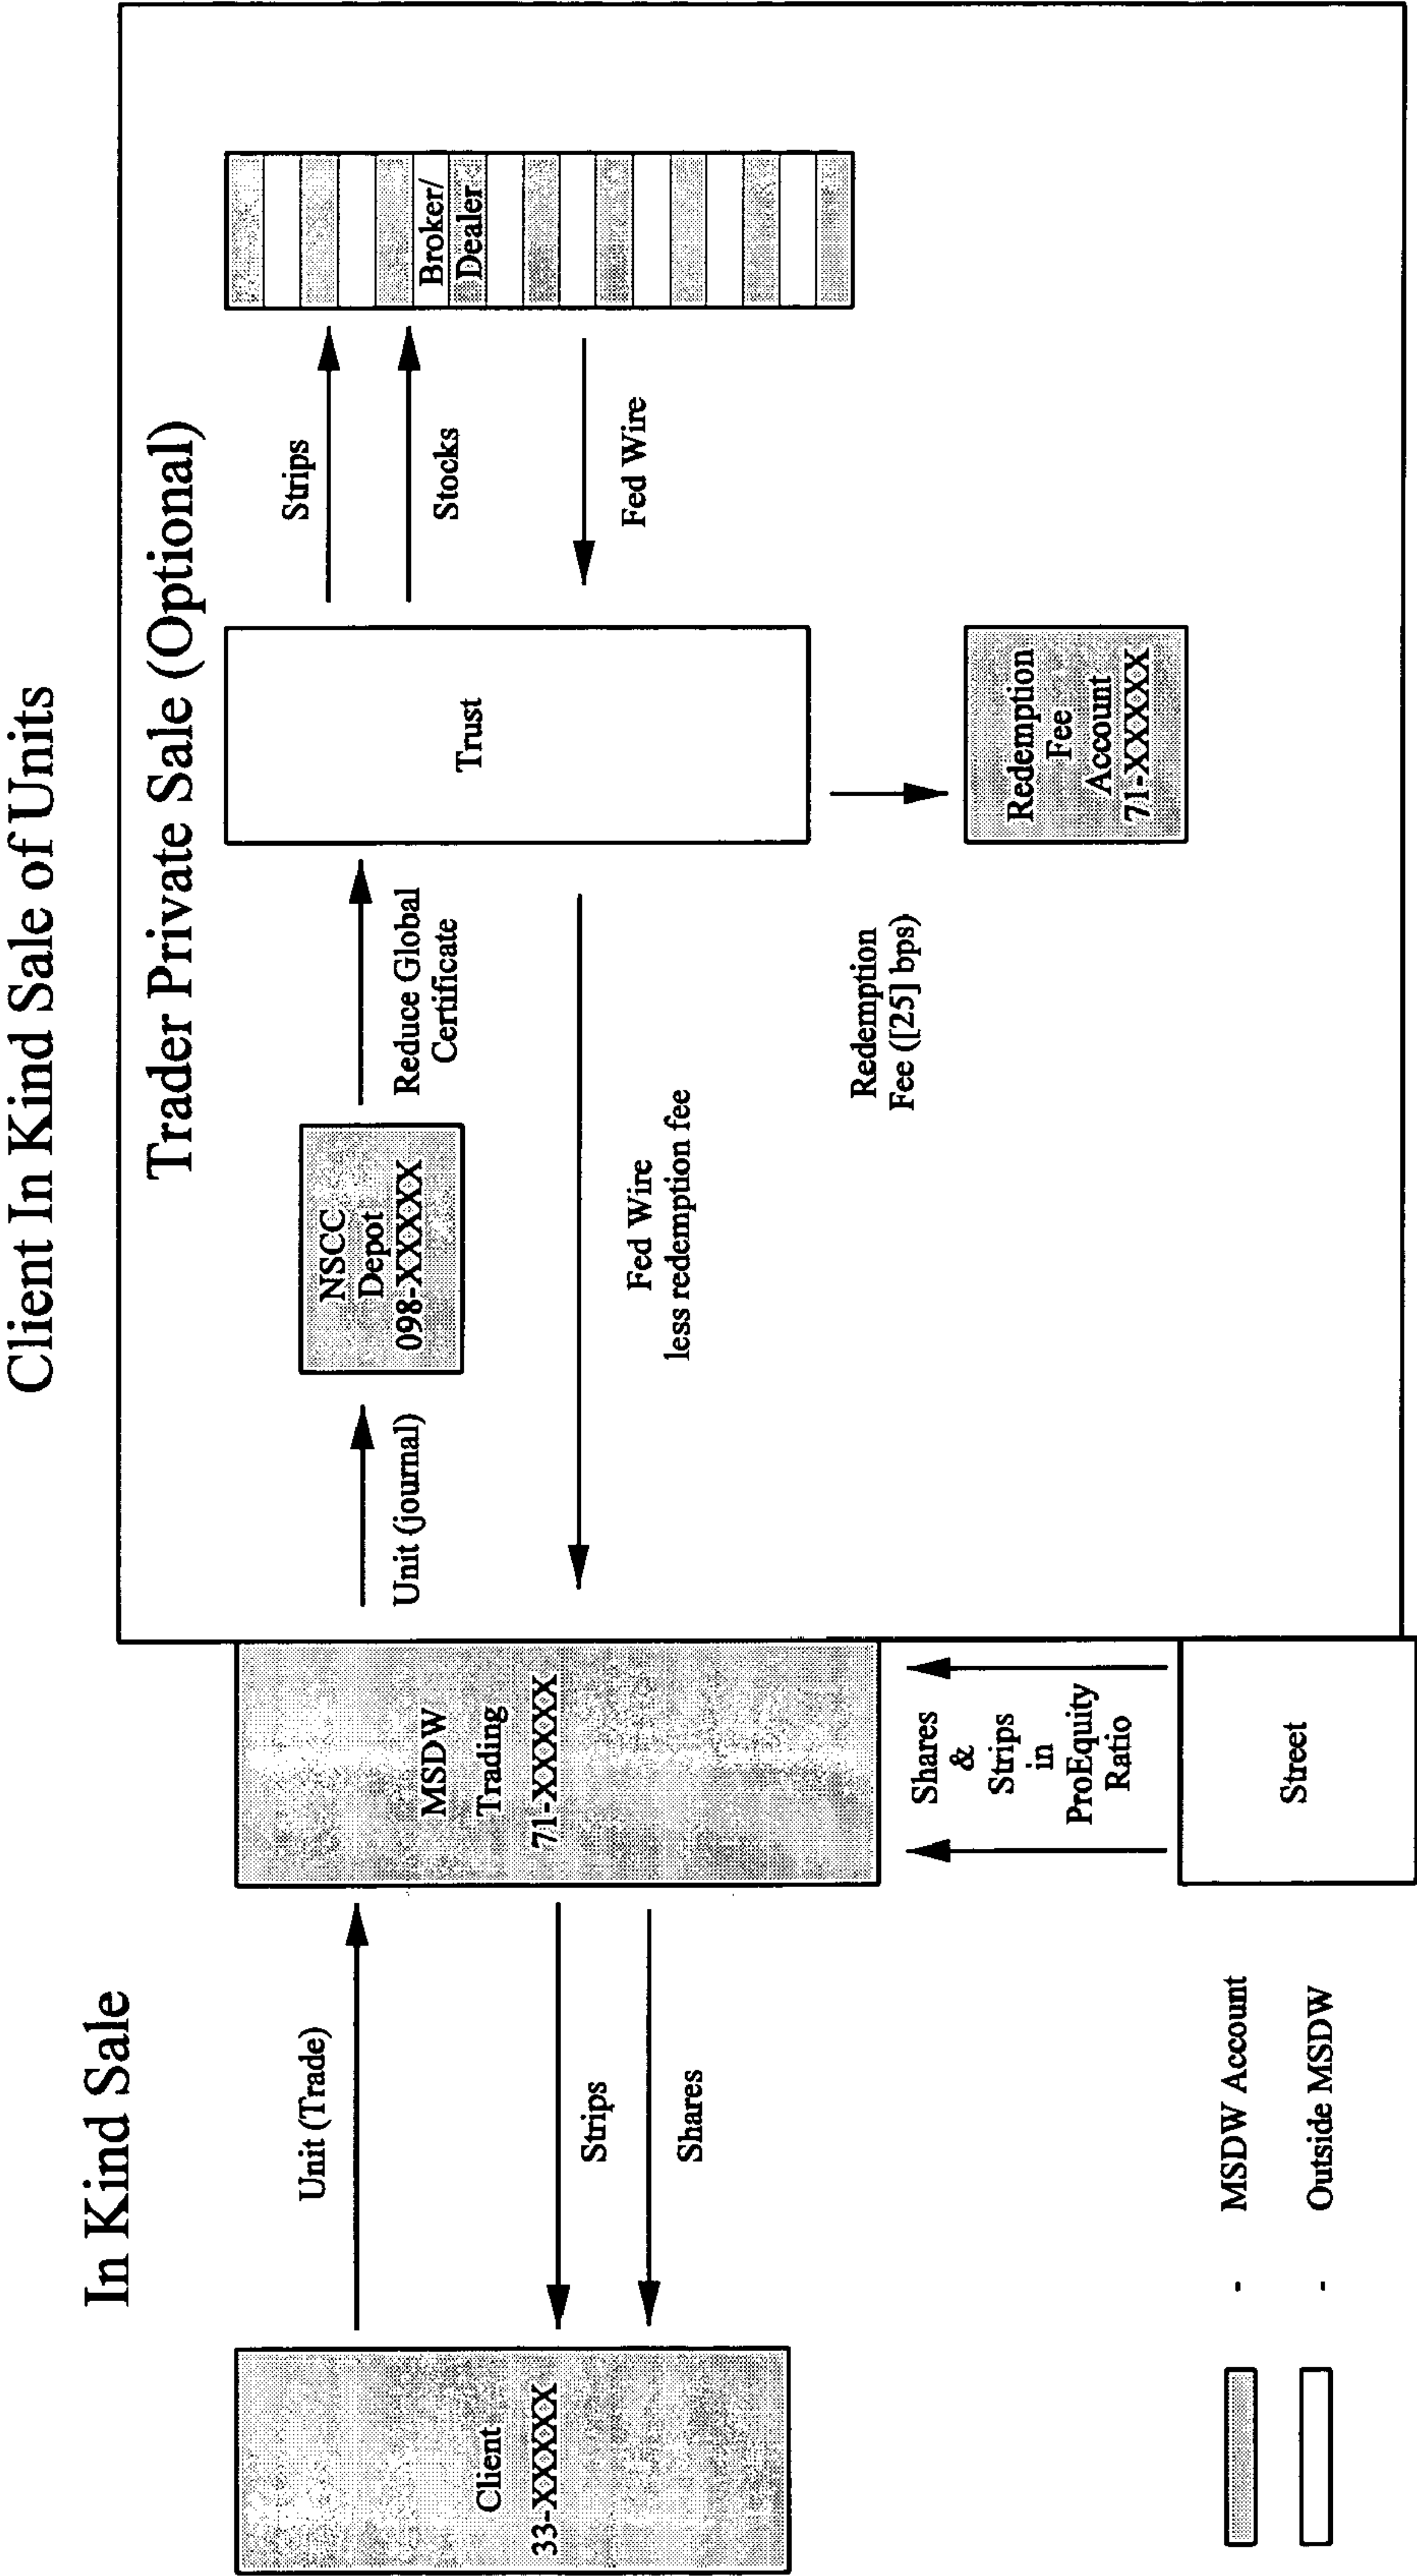 Client In Kind Sale of Units
In Kind Sale
Trader Private Sale (Optional)
Client
33-XXXXX
Unit (Trade)
Strips
Shares
MSDW
Trading
71-XXXXX
Unit (journal)
NSCC
Depot
098-XXXXX
Reduce Global
Certificate
Fed Wire
less redemption fee
Trust
Strips
Stocks
Fed Wire
Broker/
Dealer
Redemption
Fee ([25] bps)
Redemption
Fee
Account
71-XXXXX
Shares
&
Strips
in
ProEquity
Ratio
Street
- MSDW Account
- Outside MSDW